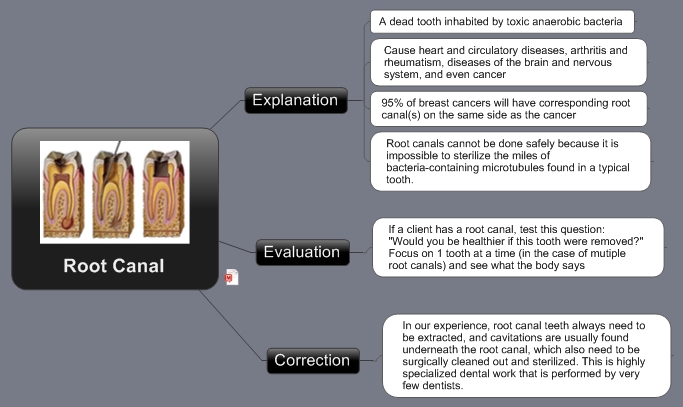 Root Canal
Explanation
A dead tooth inhabited by toxic anaerobic bacteria
Cause heart and circulatory diseases, arthritis and
rheumatism, diseases of the brain and nervous
system, and even cancer
95% of breast cancers will have corresponding root
canal(s) on the same side as the cancer
Root canals cannot be done safely because it is
impossible to sterilize the miles of
bacteria-containing microtubules found in a typical
tooth.
Evaluation
If a client has a root canal, test this question:
"Would you be healthier if this tooth were removed?"
Focus on 1 tooth at a time (in the case of mutiple
root canals) and see what the body says
Correction
In our experience, root canal teeth always need to
be extracted, and cavitations are usually found
underneath the root canal, which also need to be
surgically cleaned out and sterilized. This is highly
specialized dental work that is performed by very
few dentists.